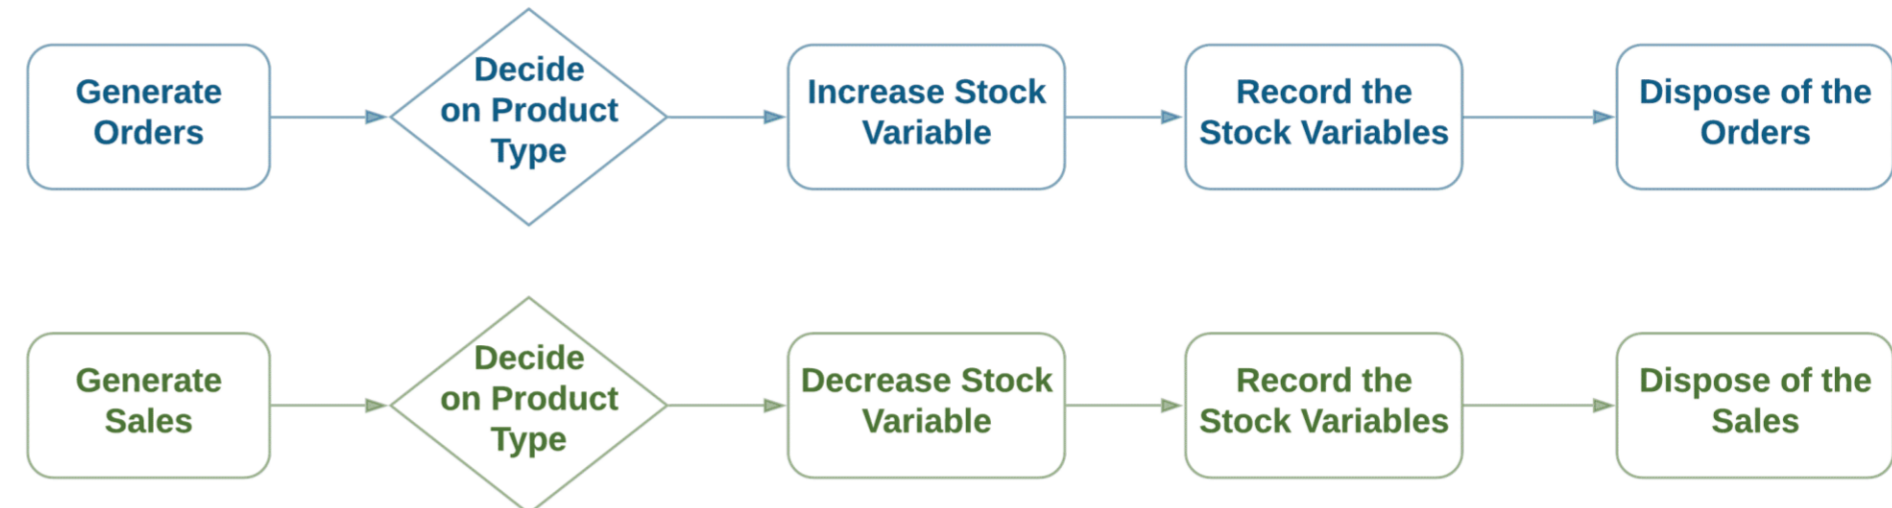 Generate
Orders
Decide
on Product
Type
Increase Stock
Variable
Record the
Stock Variables
Dispose of the
Orders
Generate
Sales
Decide
on Product
Type
Decrease Stock
Variable
Record the
Stock Variables
Dispose of the
Sales